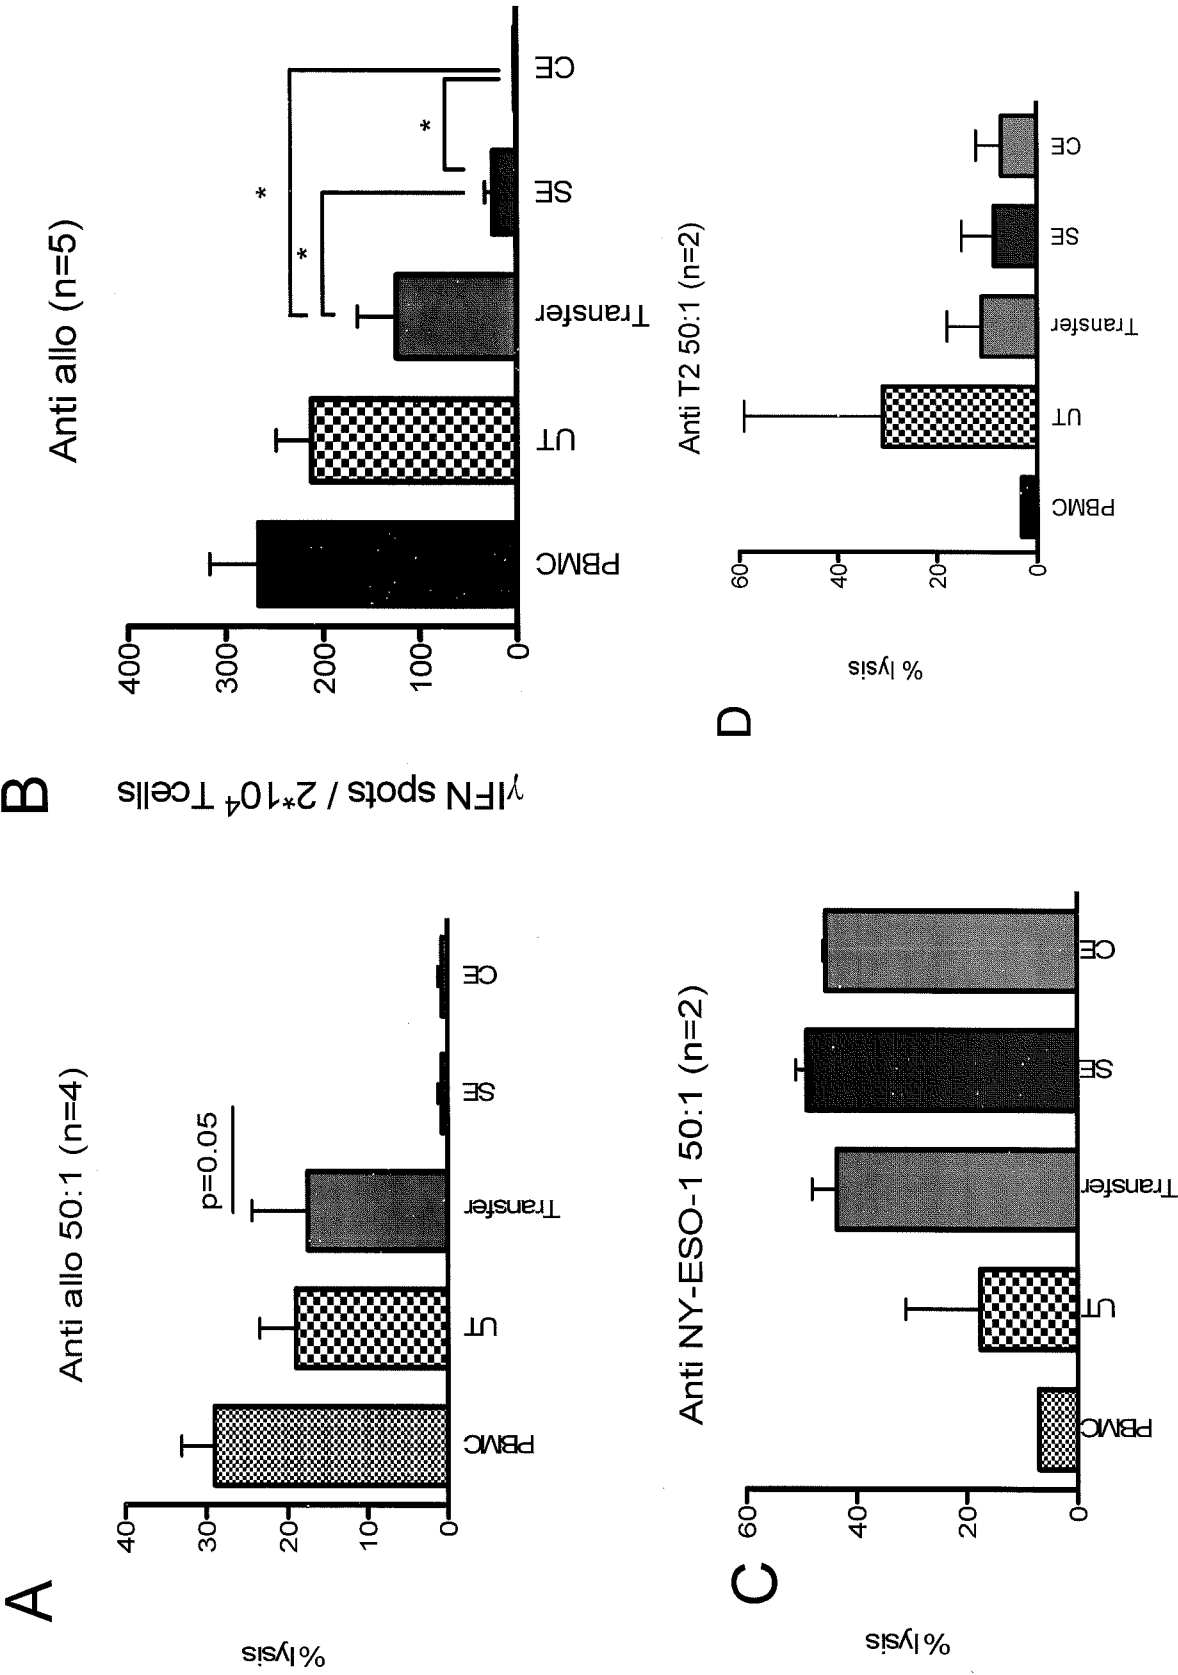 A
Anti allo 50:1 (n=4)
% lysis
40
30
20
10
0
p=0.05
PBMC
UT
Transfer
SE
CE
B
Anti allo (n=5)
γIFN spots / 2*10⁴ Tcells
400
300
200
100
0
*
*
*
PBMC
UT
Transfer
SE
CE
C
Anti NY-ESO-1 50:1 (n=2)
% lysis
60
40
20
0
PBMC
UT
Transfer
SE
CE
D
Anti T2 50:1 (n=2)
% lysis
60
40
20
0
PBMC
UT
Transfer
SE
CE